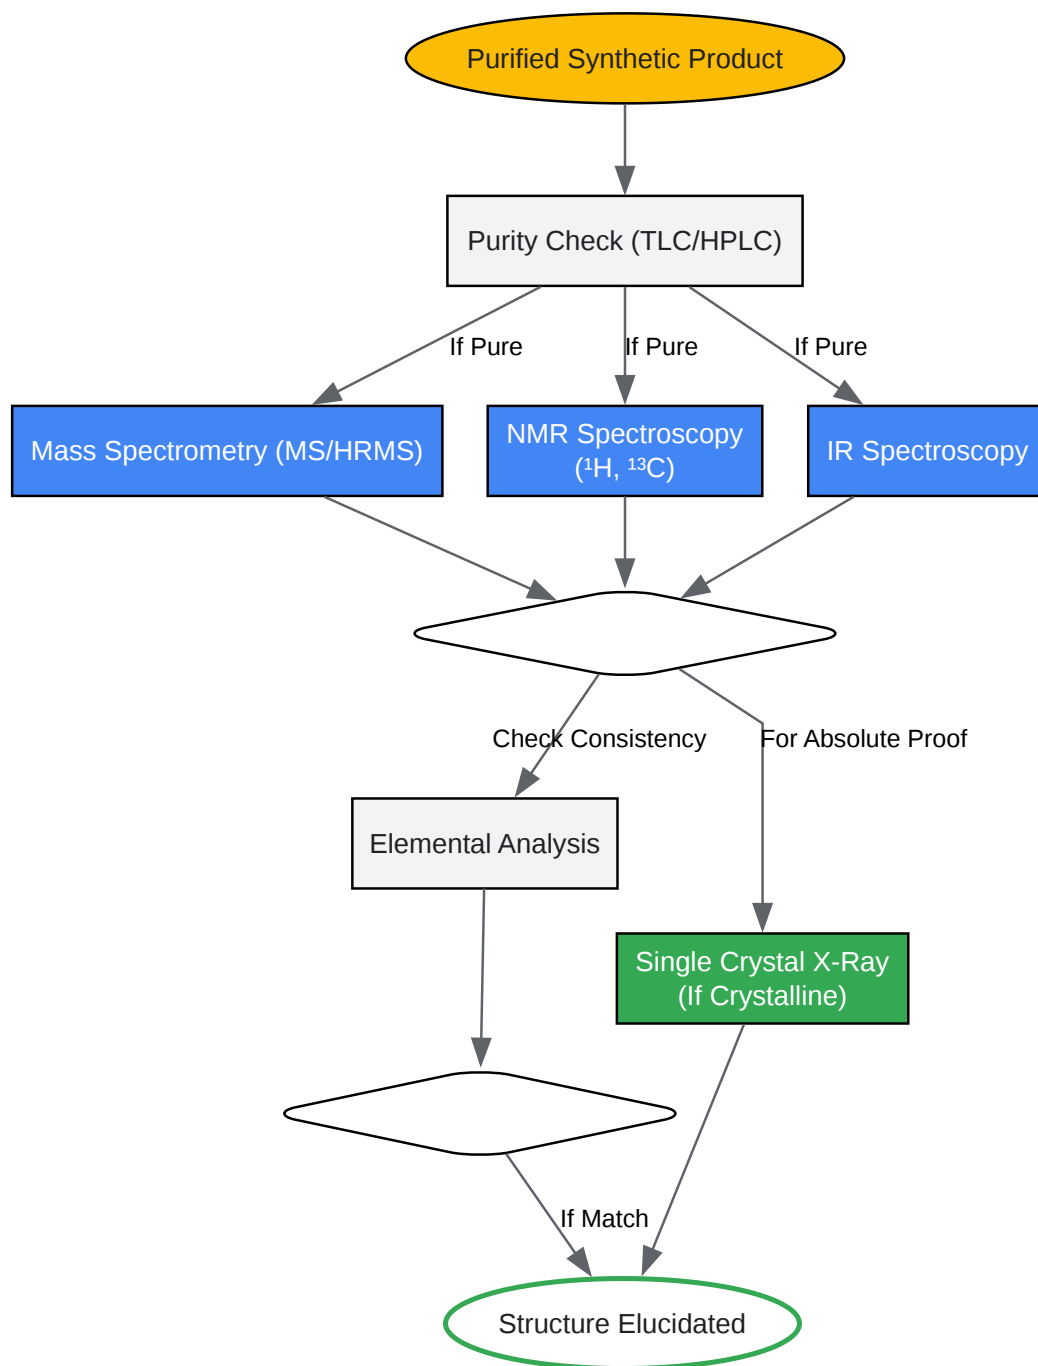 Purified Synthetic Product
Purity Check (TLC/HPLC)
If Pure
If Pure
If Pure
Mass Spectrometry (MS/HRMS)
NMR Spectroscopy
(¹H, ¹³C)
IR Spectroscopy
Check Consistency
For Absolute Proof
Elemental Analysis
Single Crystal X-Ray
(If Crystalline)
If Match
Structure Elucidated